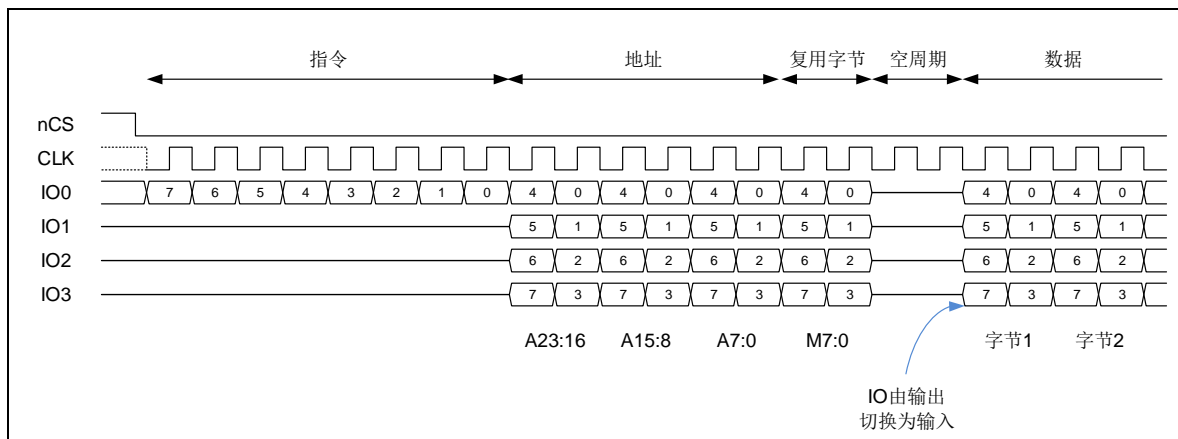 指令 地址 复用字节 空周期 数据
nCS
CLK
IO0 7 6 5 4 3 2 1 0 4 0 4 0 4 0 4 0 4 0 4 0
IO1 5 1 5 1 5 1 5 1 5 1 5 1
IO2 6 2 6 2 6 2 6 2 6 2 6 2
IO3 7 3 7 3 7 3 7 3 7 3 7 3
A23:16 A15:8 A7:0 M7:0 字节1 字节2
IO由输出
切换为输入